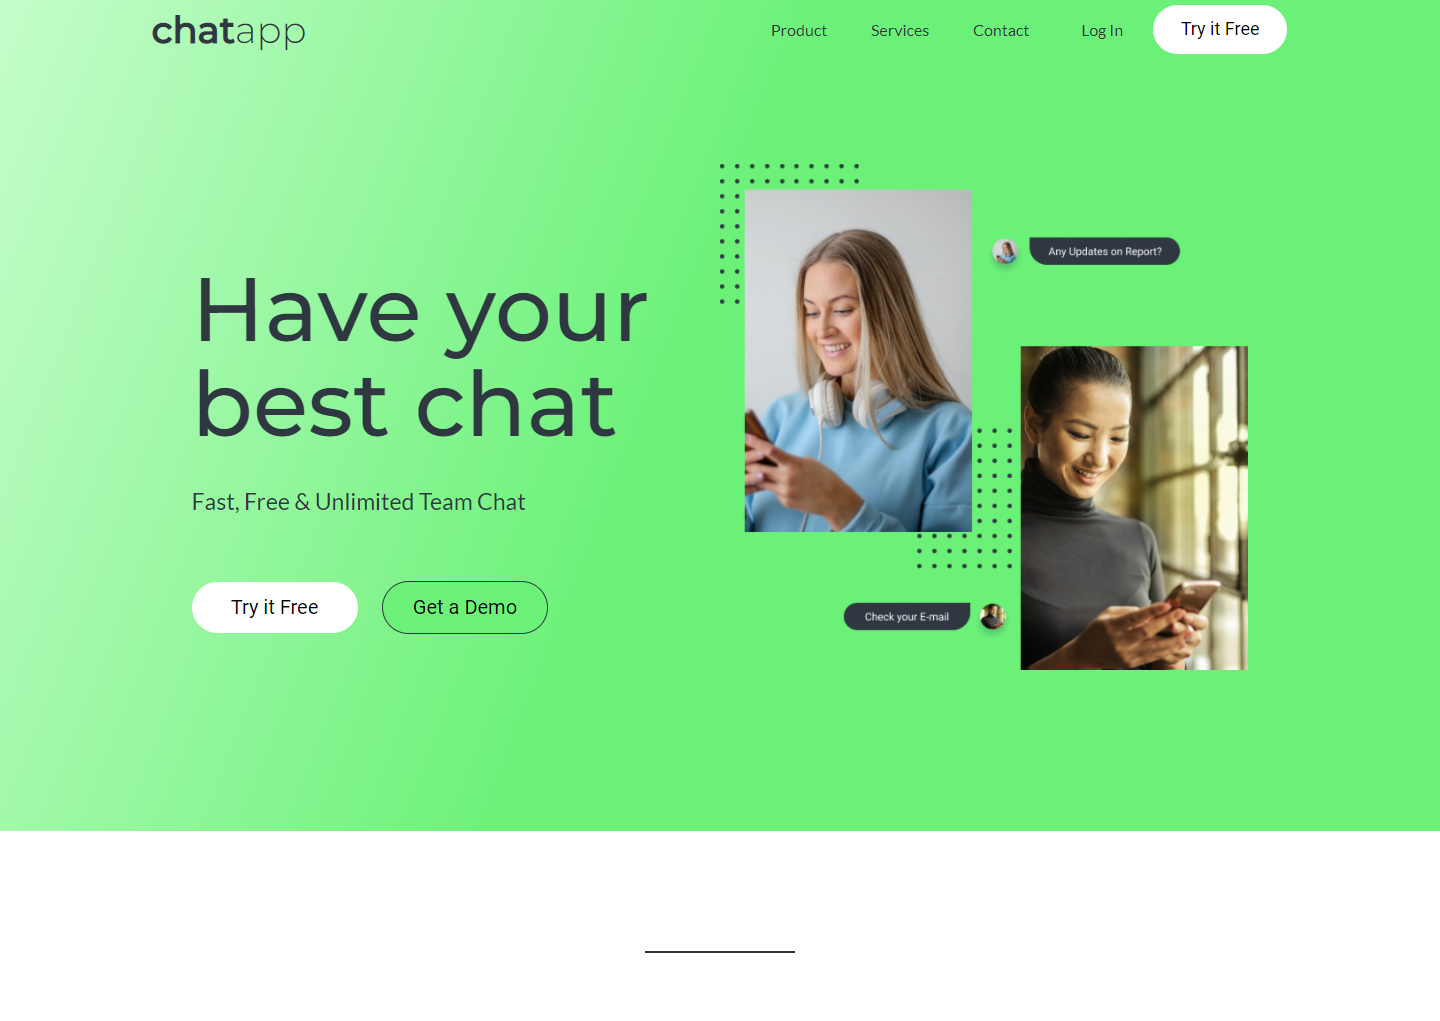 chatapp
Product Services Contact Log In Try it Free
Any Updates on Report?
Have your
best chat
Fast, Free & Unlimited Team Chat
Try it Free Get a Demo
Check your E-mail